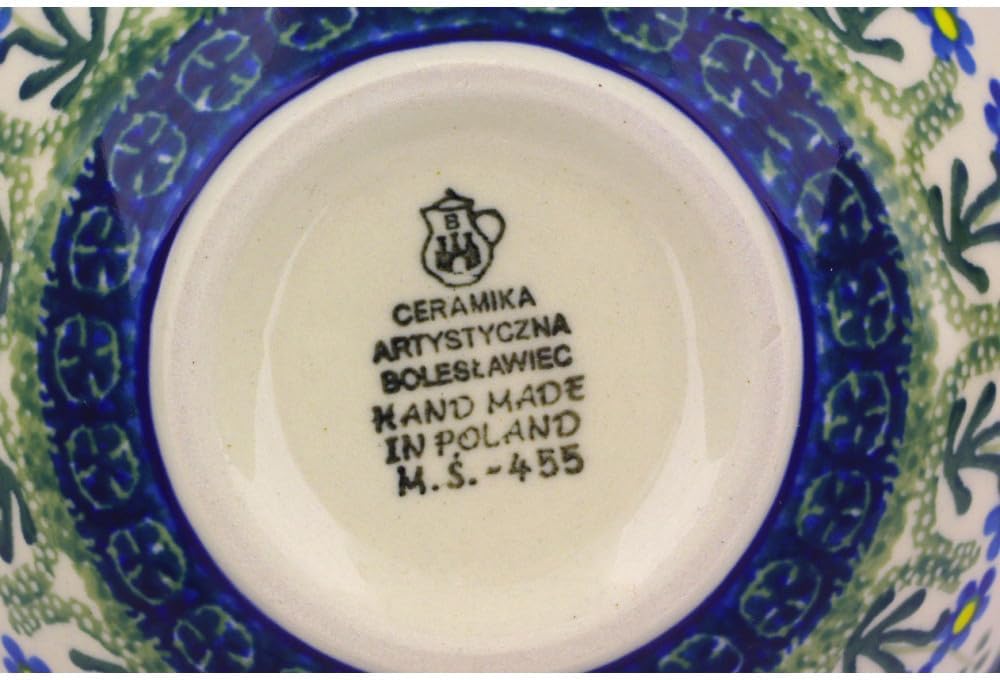 B
CERAMIKA
ARTYSTYCZNA
BOLESŁAWIEC
HAND MADE
IN POLAND
M.Ś.-455